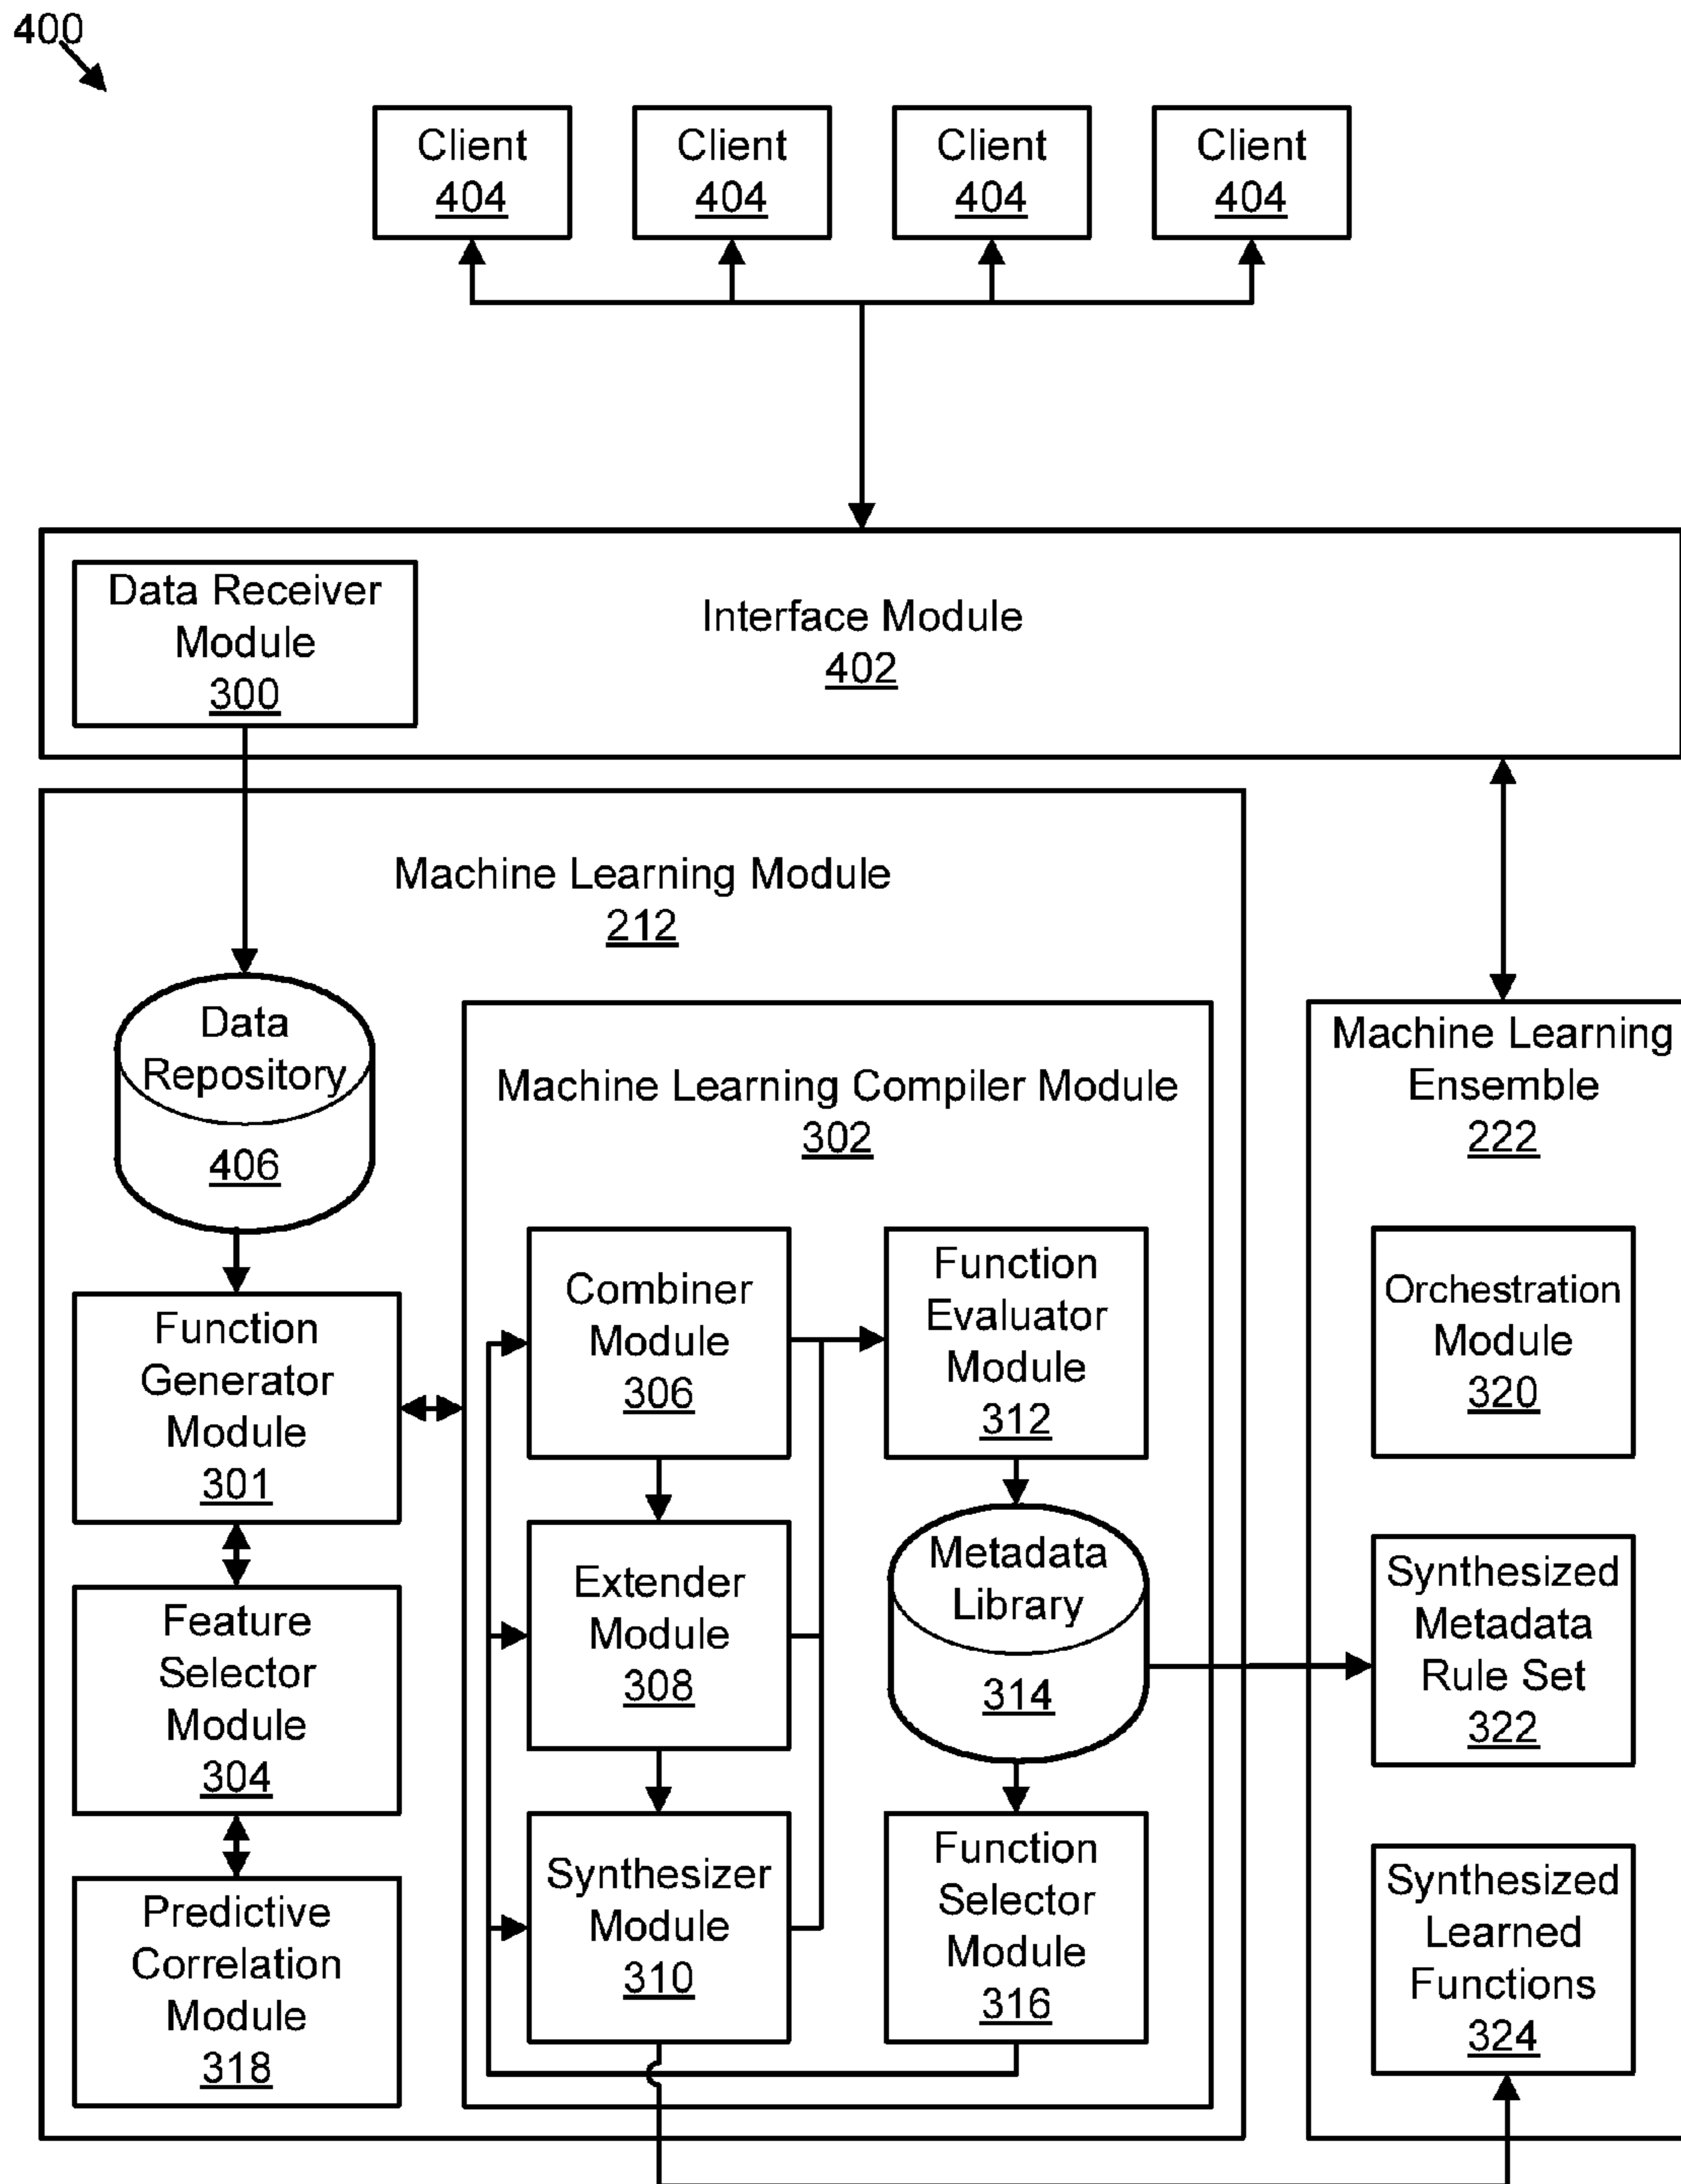 400
Client
404
Client
404
Client
404
Client
404
Data Receiver
Module
300
Interface Module
402
Machine Learning Module
212
Data
Repository
406
Function
Generator
Module
301
Feature
Selector
Module
304
Predictive
Correlation
Module
318
Machine Learning Compiler Module
302
Combiner
Module
306
Extender
Module
308
Synthesizer
Module
310
Function
Evaluator
Module
312
Metadata
Library
314
Function
Selector
Module
316
Machine Learning
Ensemble
222
Orchestration
Module
320
Synthesized
Metadata
Rule Set
322
Synthesized
Learned
Functions
324